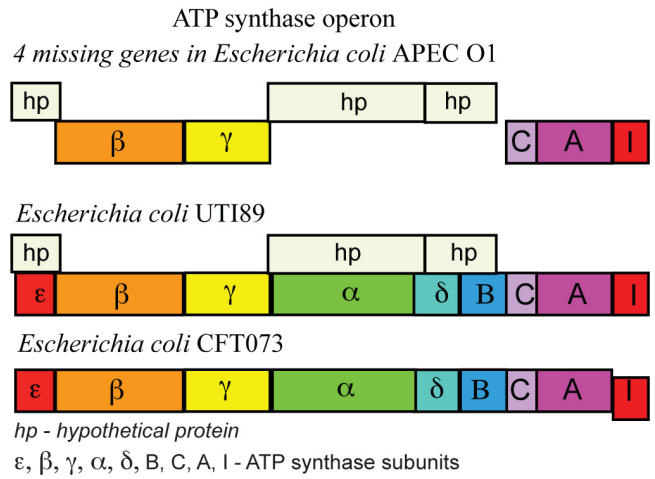 ATP synthase operon
4 missing genes in Escherichia coli APEC O1
hp hp hp
β γ C A I
Escherichia coli UTI89
hp hp hp
ε β γ α δ B C A I
Escherichia coli CFT073
ε β γ α δ B C A I
hp - hypothetical protein
ε, β, γ, α, δ, B, C, A, I - ATP synthase subunits